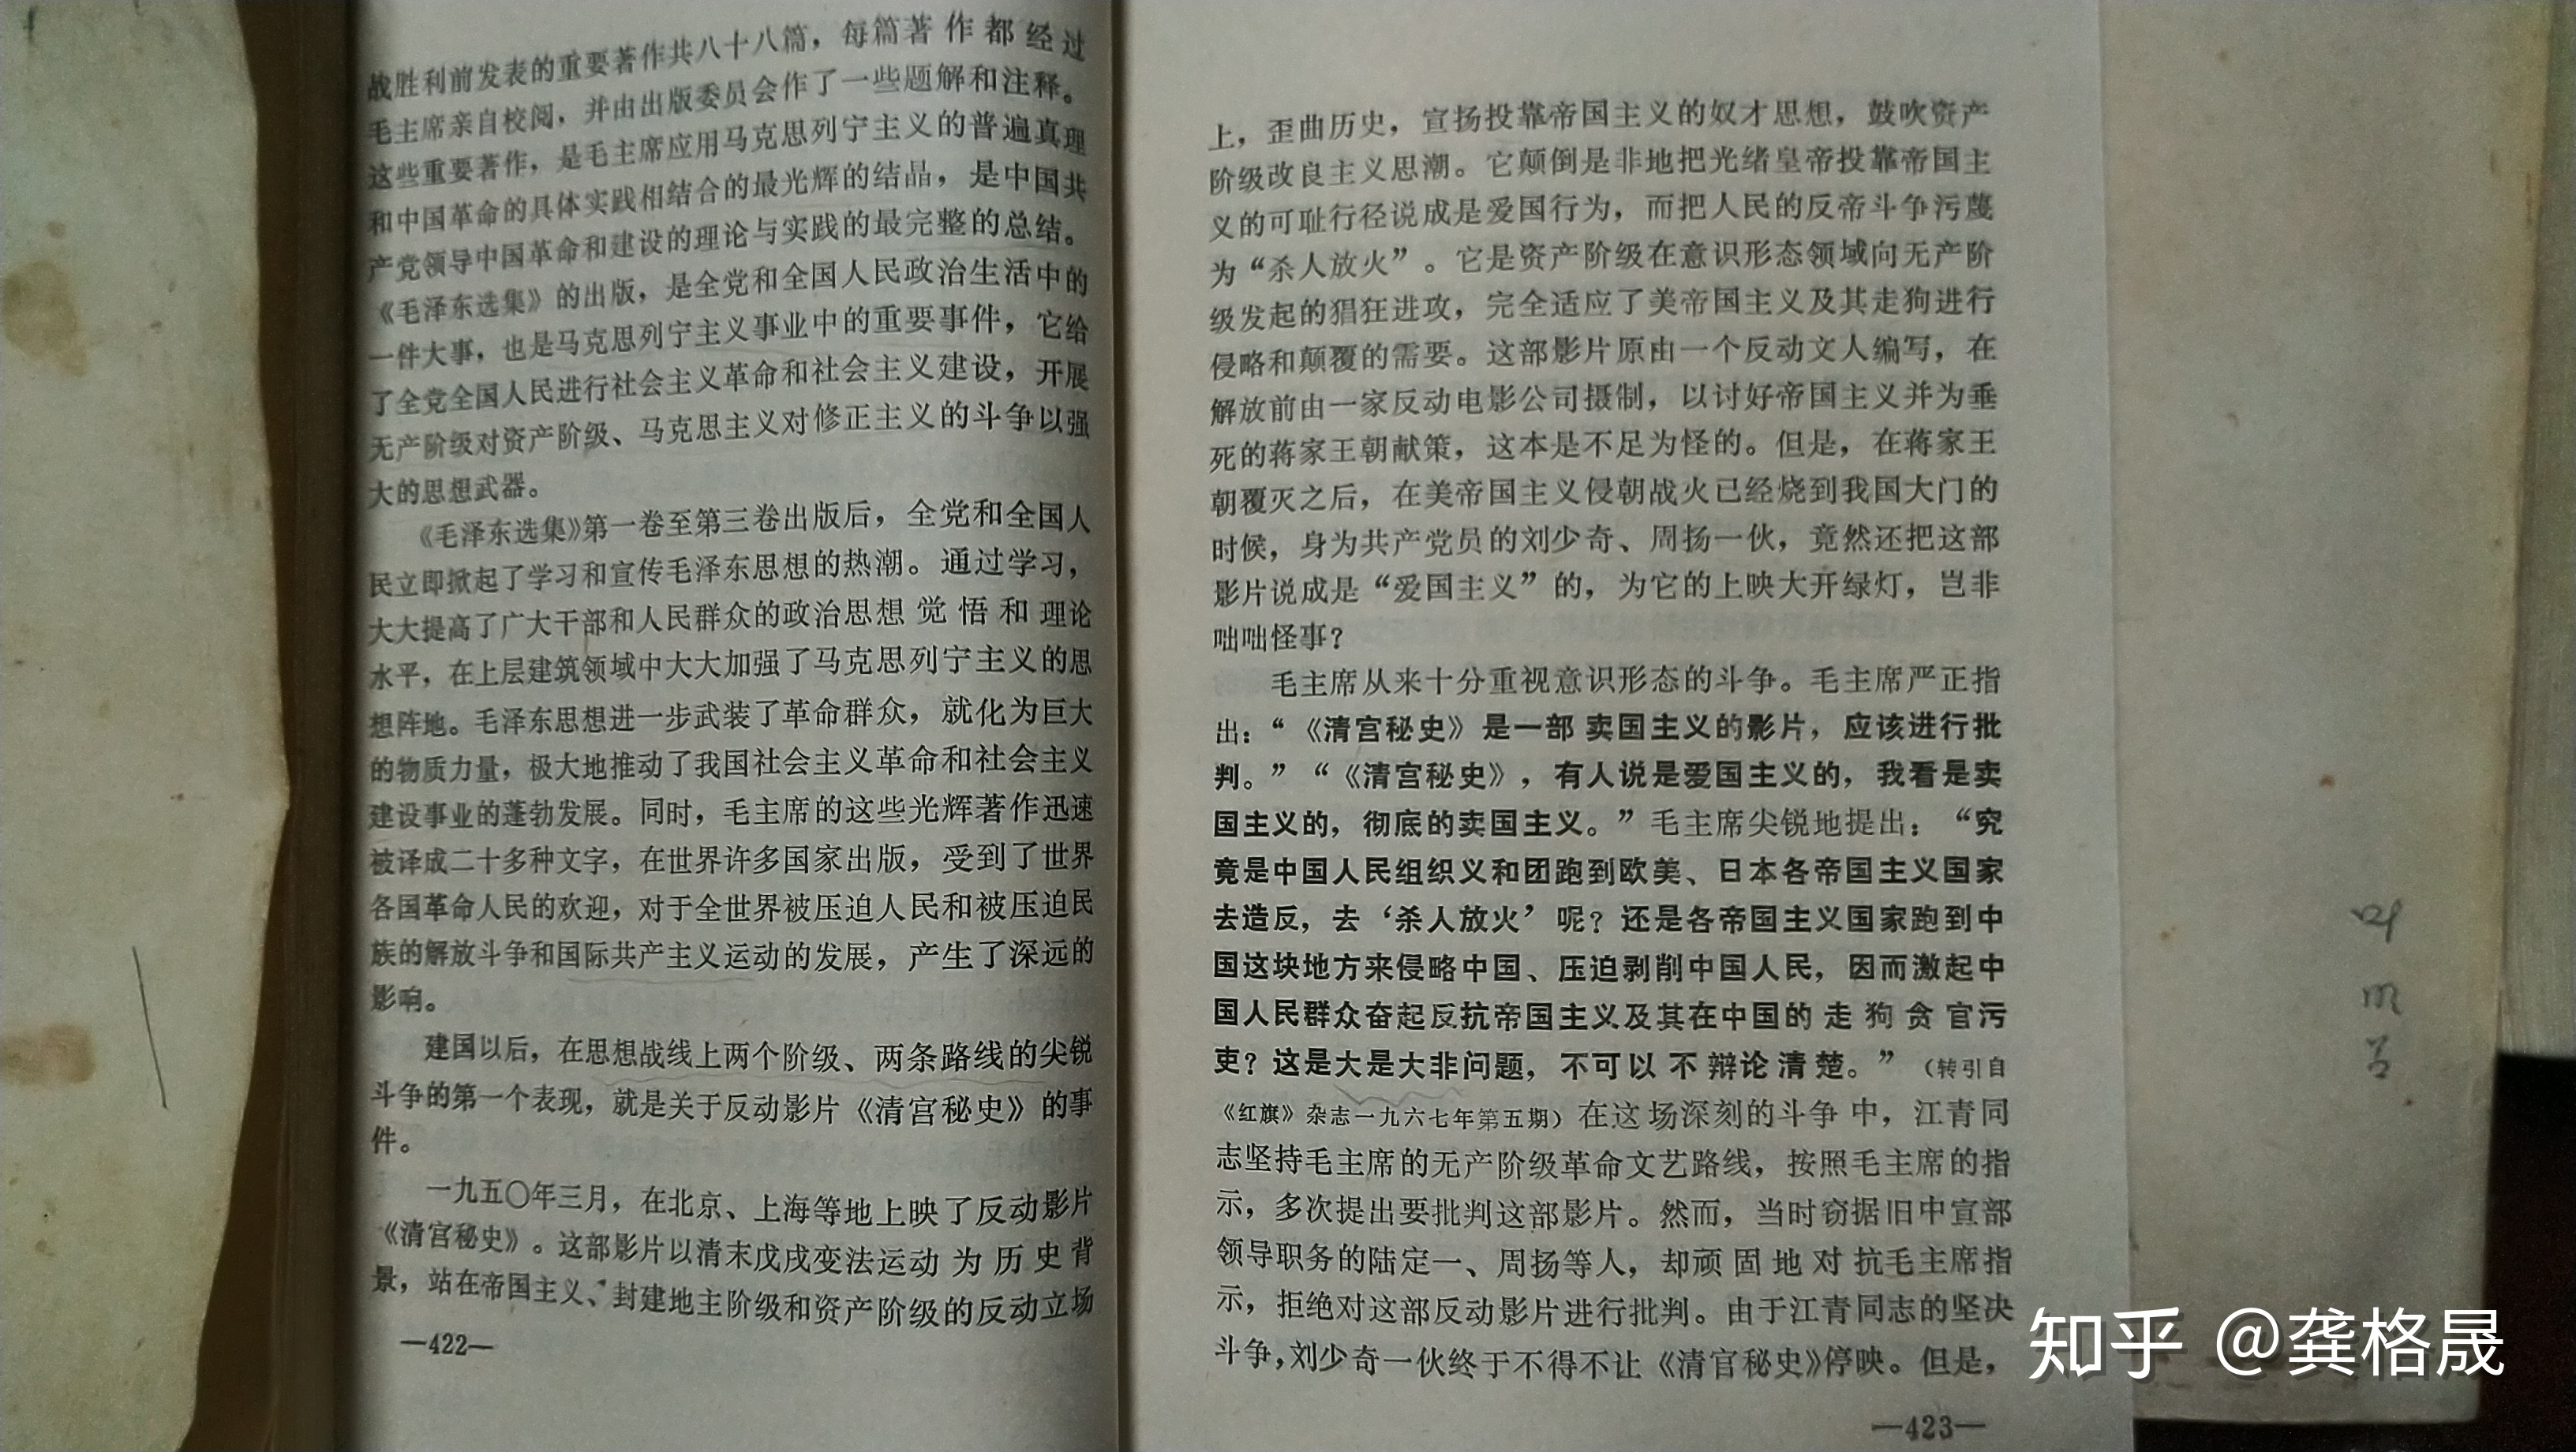 战胜利前发表的重要著作共八十八篇，每篇著作都经过
毛主席亲自校阅，并由出版委员会作了一些题解和注释。
这些重要著作，是毛主席应用马克思列宁主义的普遍真理
和中国革命的具体实践相结合的最光辉的结晶，是中国共
产党领导中国革命和建设的理论与实践的最完整的总结。
《毛泽东选集》的出版，是全党和全国人民政治生活中的
一件大事，也是马克思列宁主义事业中的重要事件，它给
了全党全国人民进行社会主义革命和社会主义建设，开展
无产阶级对资产阶级、马克思主义对修正主义的斗争以强
大的思想武器。
《毛泽东选集》第一卷至第三卷出版后，全党和全国人
民立即掀起了学习和宣传毛泽东思想的热潮。通过学习，
大大提高了广大干部和人民群众的政治思想觉悟和理论
水平，在上层建筑领域中大大加强了马克思列宁主义的思
想阵地。毛泽东思想进一步武装了革命群众，就化为巨大
的物质力量，极大地推动了我国社会主义革命和社会主义
建设事业的蓬勃发展。同时，毛主席的这些光辉著作迅速
被译成二十多种文字，在世界许多国家出版，受到了世界
各国革命人民的欢迎，对于全世界被压迫人民和被压迫民
族的解放斗争和国际共产主义运动的发展，产生了深远的
影响。
建国以后，在思想战线上两个阶级、两条路线的尖锐
斗争的第一个表现，就是关于反动影片《清宫秘史》的事
件。
一九五〇年三月，在北京、上海等地上映了反动影片
《清宫秘史》。这部影片以清末戊戌变法运动为历史背
景，站在帝国主义、封建地主阶级和资产阶级的反动立场
—422—
上，歪曲历史，宣扬投靠帝国主义的奴才思想，鼓吹资产
阶级改良主义思潮。它颠倒是非地把光绪皇帝投靠帝国主
义的可耻行径说成是爱国行为，而把人民的反帝斗争污蔑
为“杀人放火”。它是资产阶级在意识形态领域向无产阶
级发起的猖狂进攻，完全适应了美帝国主义及其走狗进行
侵略和颠覆的需要。这部影片原由一个反动文人编写，在
解放前由一家反动电影公司摄制，以讨好帝国主义并为垂
死的蒋家王朝献策，这本是不足为怪的。但是，在蒋家王
朝覆灭之后，在美帝国主义侵朝战火已经烧到我国大门的
时候，身为共产党员的刘少奇、周扬一伙，竟然还把这部
影片说成是“爱国主义”的，为它的上映大开绿灯，岂非
咄咄怪事？
毛主席从来十分重视意识形态的斗争。毛主席严正指
出：“《清宫秘史》是一部卖国主义的影片，应该进行批
判。”“《清宫秘史》，有人说是爱国主义的，我看是卖
国主义的，彻底的卖国主义。”毛主席尖锐地提出：“究
竟是中国人民组织义和团跑到欧美、日本各帝国主义国家
去造反，去‘杀人放火’呢？还是各帝国主义国家跑到中
国这块地方来侵略中国、压迫剥削中国人民，因而激起中
国人民群众奋起反抗帝国主义及其在中国的走狗贪官污
吏？这是大是大非问题，不可以不辩论清楚。”（转引自
《红旗》杂志一九六七年第五期）在这场深刻的斗争中，江青同
志坚持毛主席的无产阶级革命文艺路线，按照毛主席的指
示，多次提出要批判这部影片。然而，当时窃据旧中宣部
领导职务的陆定一、周扬等人，却顽固地对抗毛主席指
示，拒绝对这部反动影片进行批判。由于江青同志的坚决
斗争，刘少奇一伙终于不得不让《清官秘史》停映。但是，
—423—
知乎 @龚格晟